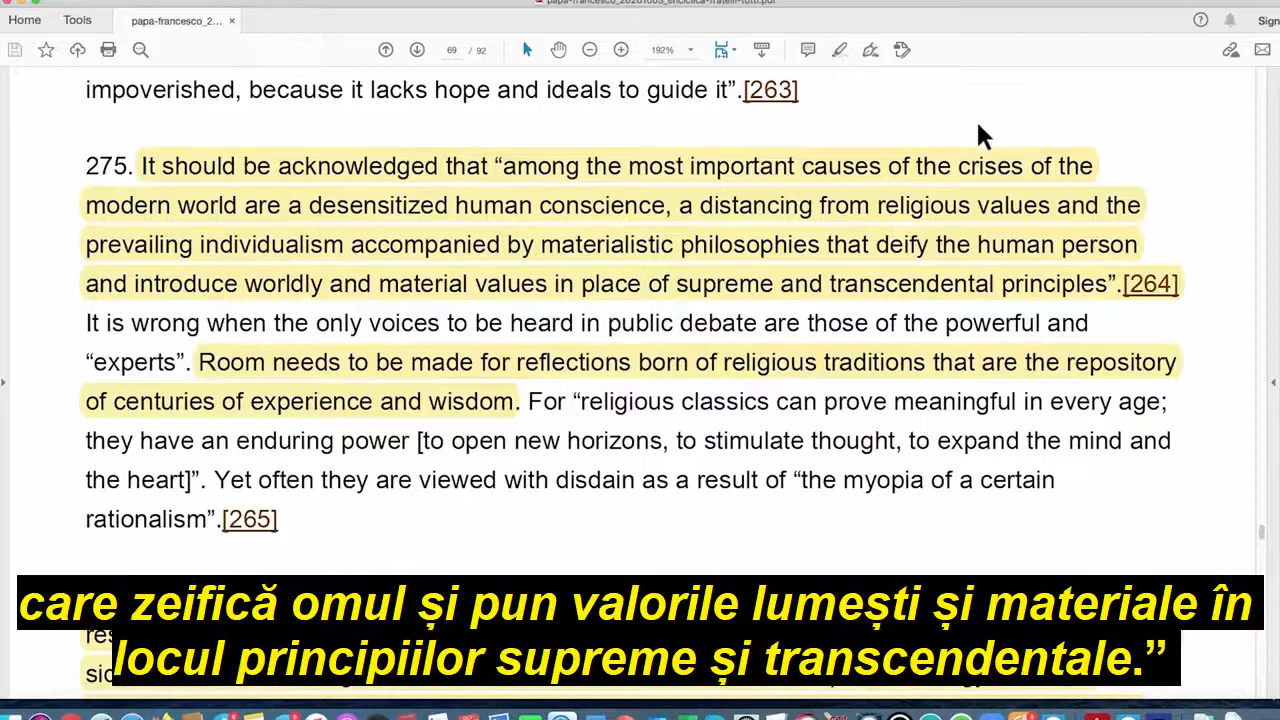 papa-francesco_20201003_enciclica-fratelli-tutti.pdf
Home Tools papa-francesco_2... × Sign
69 / 92 192%
impoverished, because it lacks hope and ideals to guide it”.[263]
275. It should be acknowledged that “among the most important causes of the crises of the
modern world are a desensitized human conscience, a distancing from religious values and the
prevailing individualism accompanied by materialistic philosophies that deify the human person
and introduce worldly and material values in place of supreme and transcendental principles”.[264]
It is wrong when the only voices to be heard in public debate are those of the powerful and
“experts”. Room needs to be made for reflections born of religious traditions that are the repository
of centuries of experience and wisdom. For “religious classics can prove meaningful in every age;
they have an enduring power [to open new horizons, to stimulate thought, to expand the mind and
the heart]”. Yet often they are viewed with disdain as a result of “the myopia of a certain
rationalism”.[265]
care zeifică omul și pun valorile lumești și materiale în
locul principiilor supreme și transcendentale.”